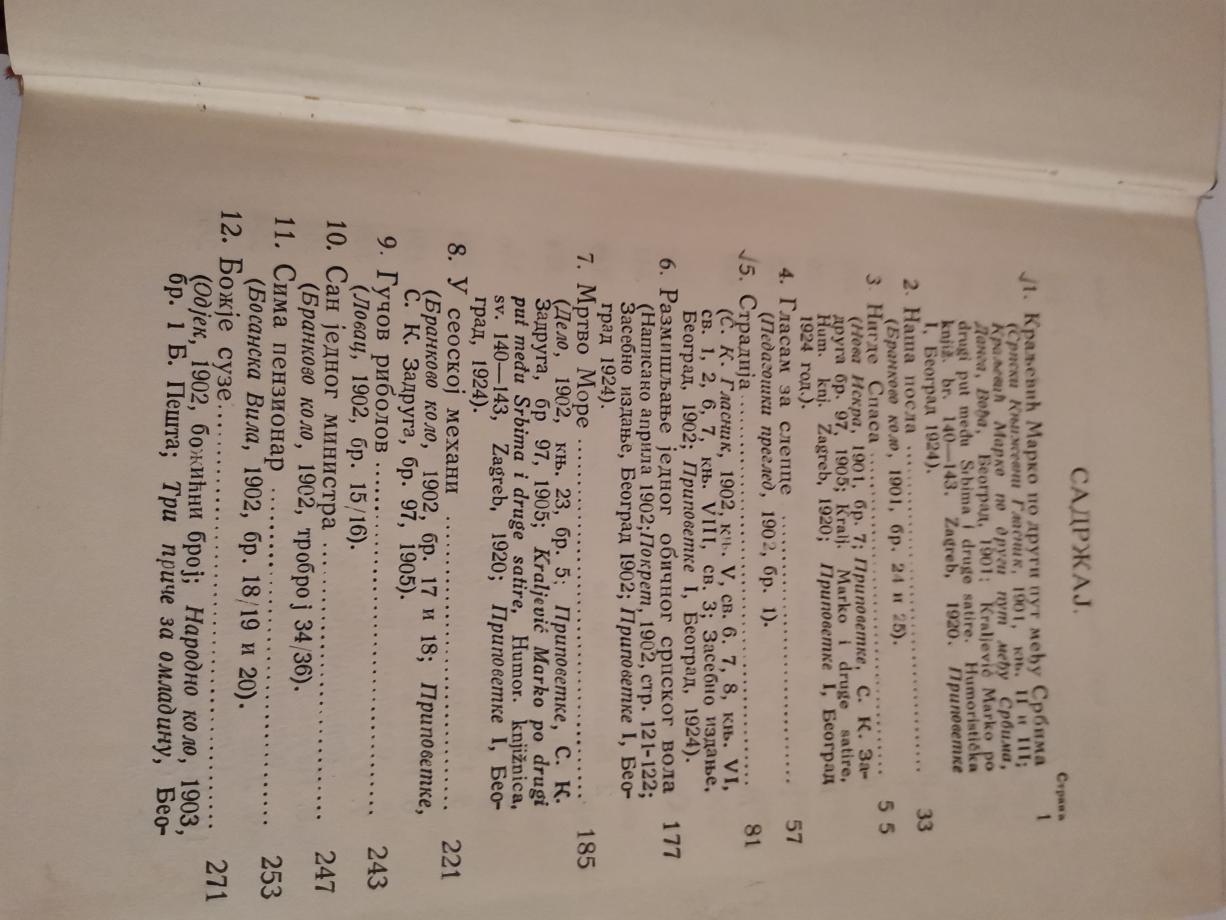 САДРЖАЈ.
Страна
√1. Краљевић Марко по други пут међу Србима 1
(Српски Књижевни Гласник, 1901, књ. II и III;
Краљевић Марко по други пут међу Србима,
Данга, Вођа, Београд, 1901; Kraljević Marko po
drugi put među Srbima i druge satire. Humoristička
knjiž. br. 140—143. Zagreb, 1920. Приповетке
I, Београд 1924).
2. Наша посла .......... 33
(Бранково коло, 1901, бр. 24 и 25).
3. Нигде Спаса .......... 5 5
(Нова Искра, 1901, бр. 7; Приповетке, С. К. За-
друга бр. 97, 1905; Kralj. Marko i druge satire,
Hum. knj. Zagreb, 1920; Приповетке I, Београд
1924 год.).
4. Гласам за слепце .......... 57
(Педагошки преглед, 1902, бр. 1).
√5. Страдија .......... 81
(С. К. Гласник, 1902, књ. V, св. 6. 7, 8, књ. VI,
св. 1, 2, 6, 7, књ. VIII, св. 3; Засебно издање,
Београд, 1902; Приповетке I, Београд, 1924).
6. Размишљање једног обичног српског вола 177
(Написано априла 1902; Покрет, 1902, стр. 121-122;
Засебно издање, Београд 1902; Приповетке I, Бео-
град 1924).
7. Мртво Море .......... 185
(Дело, 1902, књ. 23, бр. 5; Приповетке, С. К.
Задруга, бр 97, 1905; Kraljević Marko po drugi
put među Srbima i druge satire, Humor. knjižnica,
sv. 140—143, Zagreb, 1920; Приповетке I, Бео-
град, 1924).
8. У сеоској механи .......... 221
(Бранково коло, 1902, бр. 17 и 18; Приповетке,
С. К. Задруга, бр. 97, 1905).
9. Гучов риболов .......... 243
(Ловац, 1902, бр. 15/16).
10. Сан једног министра .......... 247
(Бранково коло, 1902, троброј 34/36).
11. Сима пензионар .......... 253
(Босанска Вила, 1902, бр. 18/19 и 20).
12. Божје сузе .......... 271
(Одјек, 1902, божићни број; Народно коло, 1903,
бр. 1 Б. Пешта; Три приче за омладину, Бео-